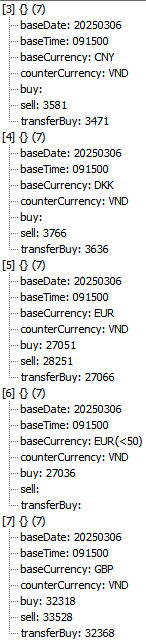 [3] {} (7)
baseDate: 20250306
baseTime: 091500
baseCurrency: CNY
counterCurrency: VND
buy:
sell: 3581
transferBuy: 3471
[4] {} (7)
baseDate: 20250306
baseTime: 091500
baseCurrency: DKK
counterCurrency: VND
buy:
sell: 3766
transferBuy: 3636
[5] {} (7)
baseDate: 20250306
baseTime: 091500
baseCurrency: EUR
counterCurrency: VND
buy: 27051
sell: 28251
transferBuy: 27066
[6] {} (7)
baseDate: 20250306
baseTime: 091500
baseCurrency: EUR(<50)
counterCurrency: VND
buy: 27036
sell:
transferBuy:
[7] {} (7)
baseDate: 20250306
baseTime: 091500
baseCurrency: GBP
counterCurrency: VND
buy: 32318
sell: 33528
transferBuy: 32368